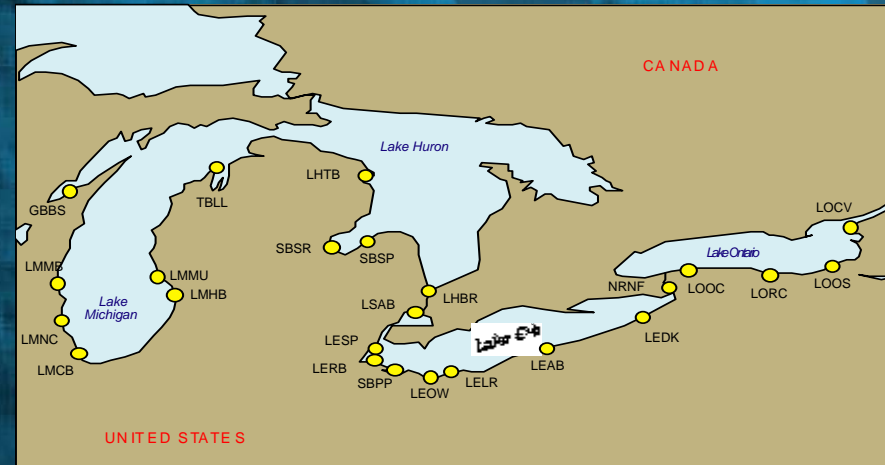 CANADA
Lake Huron
LHTB
TBLL
GBBS
LOCV
SBSR
SBSP
Lake Ontario
LMMB
LMMU
LMHB
LHBR
NRNF
LOOC
LORC
LOOS
Lake
Michigan
LSAB
LMNC
LEDK
LESP
LMCB
LERB
SBPP
LEOW
LELR
LEAB
UNITED STATES